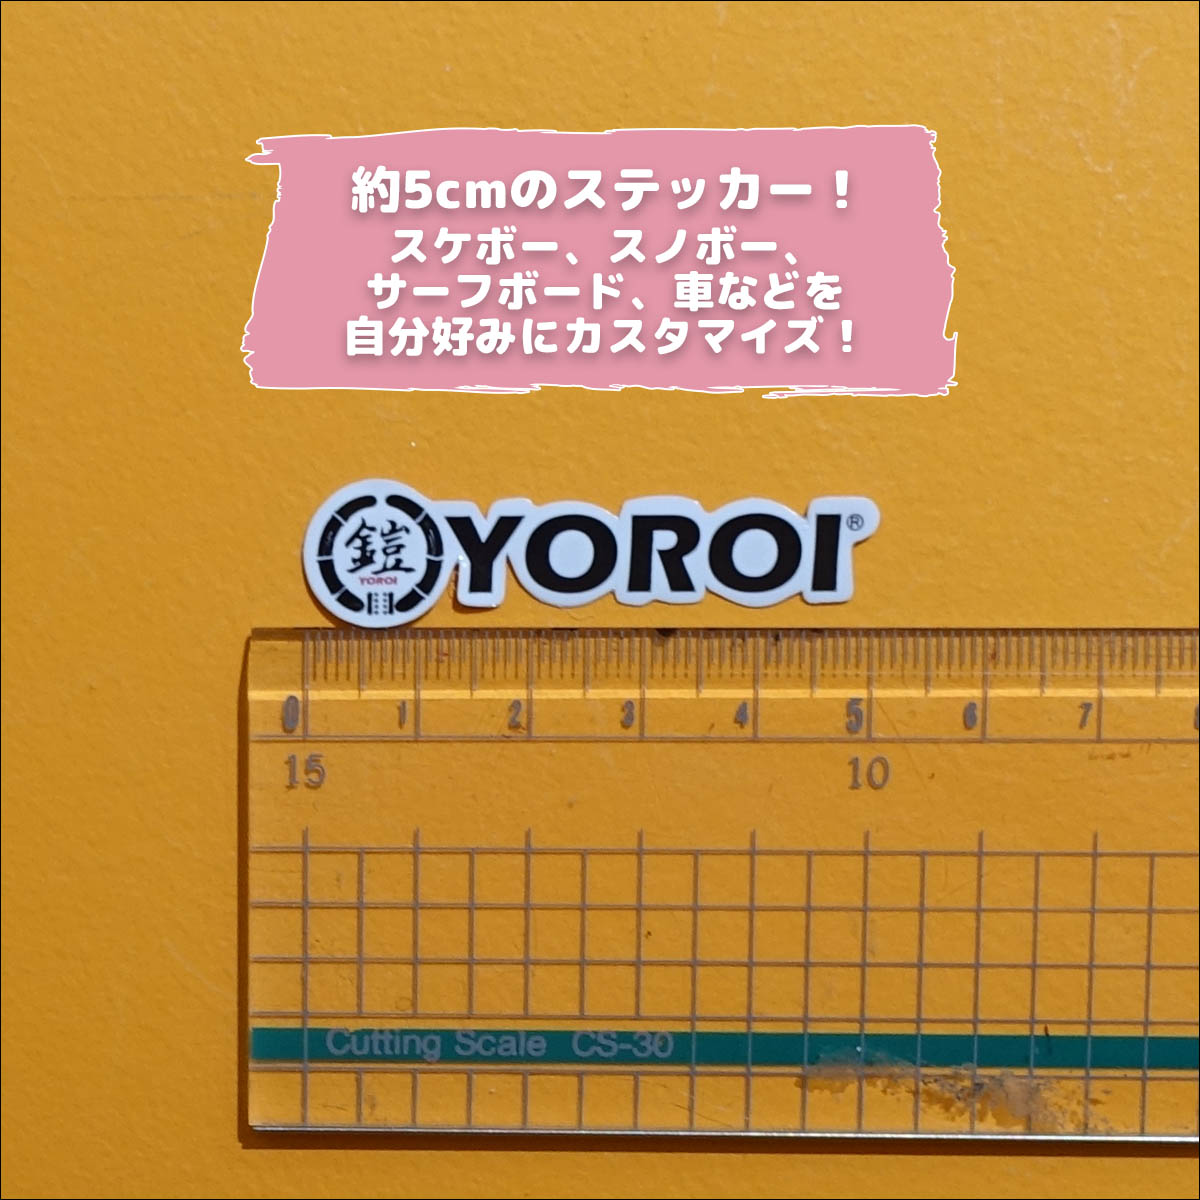 約5cmのステッカー！
スケボー、スノボー、
サーフボード、車などを
自分好みにカスタマイズ！
鎧
YOROI
YOROI®
0 1 2 3 4 5 6 7 8
15 10
Cutting Scale CS-30